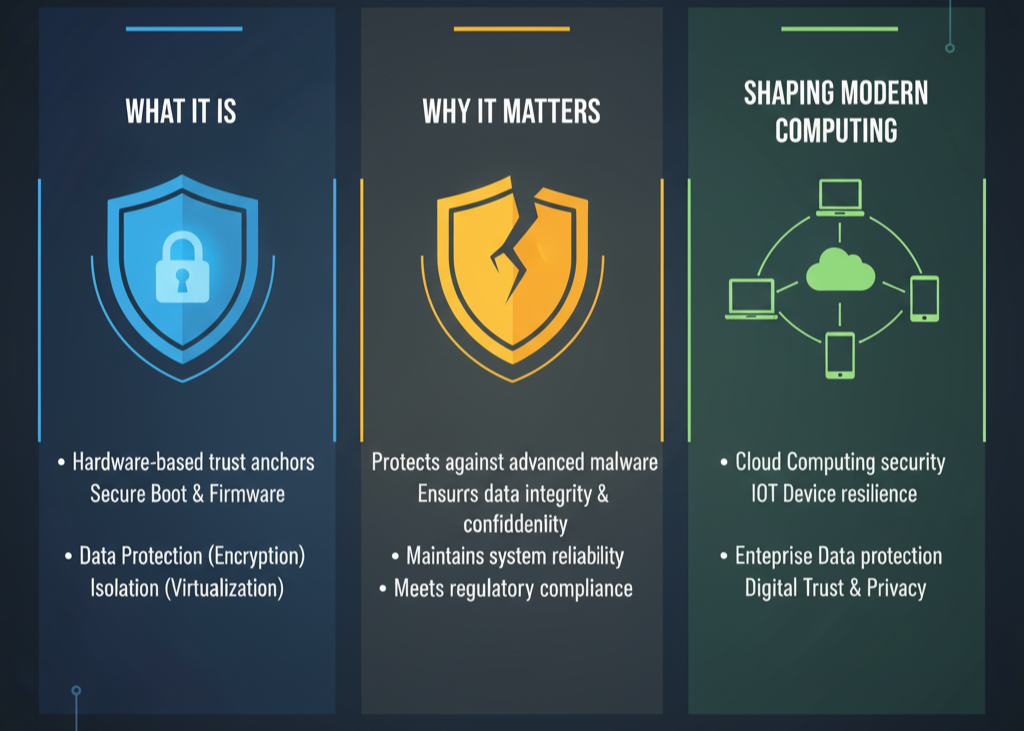 WHAT IT IS
• Hardware-based trust anchors
Secure Boot & Firmware
• Data Protection (Encryption)
Isolation (Virtualization)
WHY IT MATTERS
Protects against advanced malware
Ensurrs data integrity &
confiddenlity
• Maintains system reliability
• Meets regulatory compliance
SHAPING MODERN
COMPUTING
• Cloud Computing security
IOT Device resilience
• Enteprise Data protection
Digital Trust & Privacy